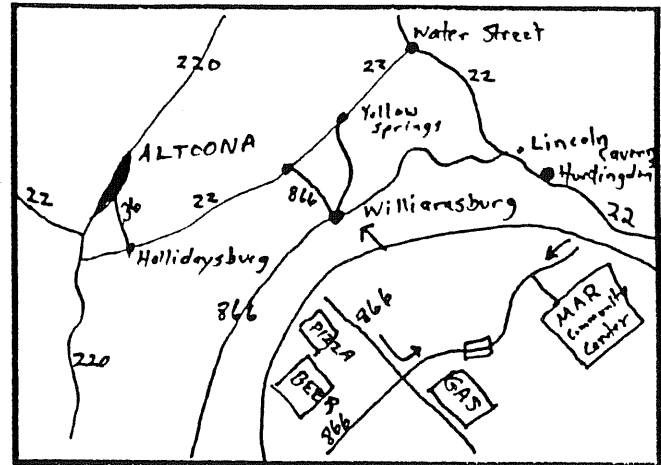 Water Street
220
22
22
Yellow
Springs
ALTOONA
Lincoln
Cavern
Huntingdon
866
22
22
36
Williamsburg
22
Hollidaysburg
866
866
MAR
Community
Center
PIZZA
220
BEER
GAS
866